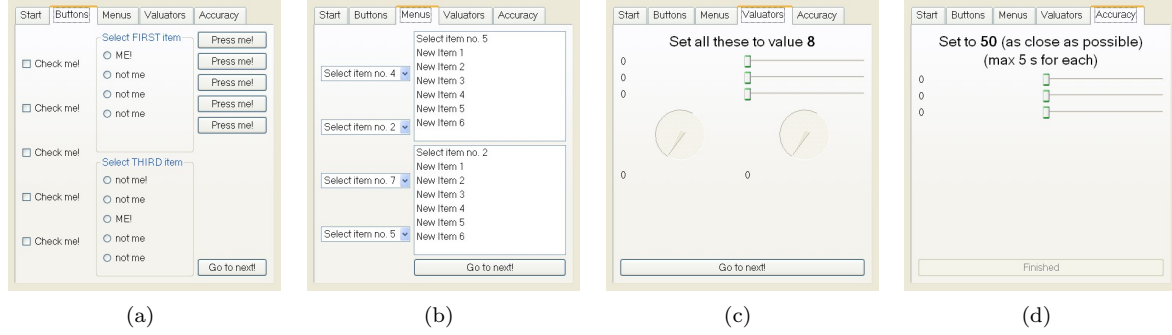 Start Buttons Menus Valuators Accuracy
Check me!
Check me!
Check me!
Check me!
Check me!
Select FIRST item
ME!
not me
not me
not me
Select THIRD item
not me!
not me
ME!
not me
not me
Press me!
Press me!
Press me!
Press me!
Press me!
Go to next!
(a)
Start Buttons Menus Valuators Accuracy
Select item no. 4
Select item no. 2
Select item no. 7
Select item no. 5
Select item no. 5
New Item 1
New Item 2
New Item 3
New Item 4
New Item 5
New Item 6
Select item no. 2
New Item 1
New Item 2
New Item 3
New Item 4
New Item 5
New Item 6
Go to next!
(b)
Start Buttons Menus Valuators Accuracy
Set all these to value 8
0
0
0
0 0
Go to next!
(c)
Start Buttons Menus Valuators Accuracy
Set to 50 (as close as possible)
(max 5 s for each)
0
0
0
Finished
(d)